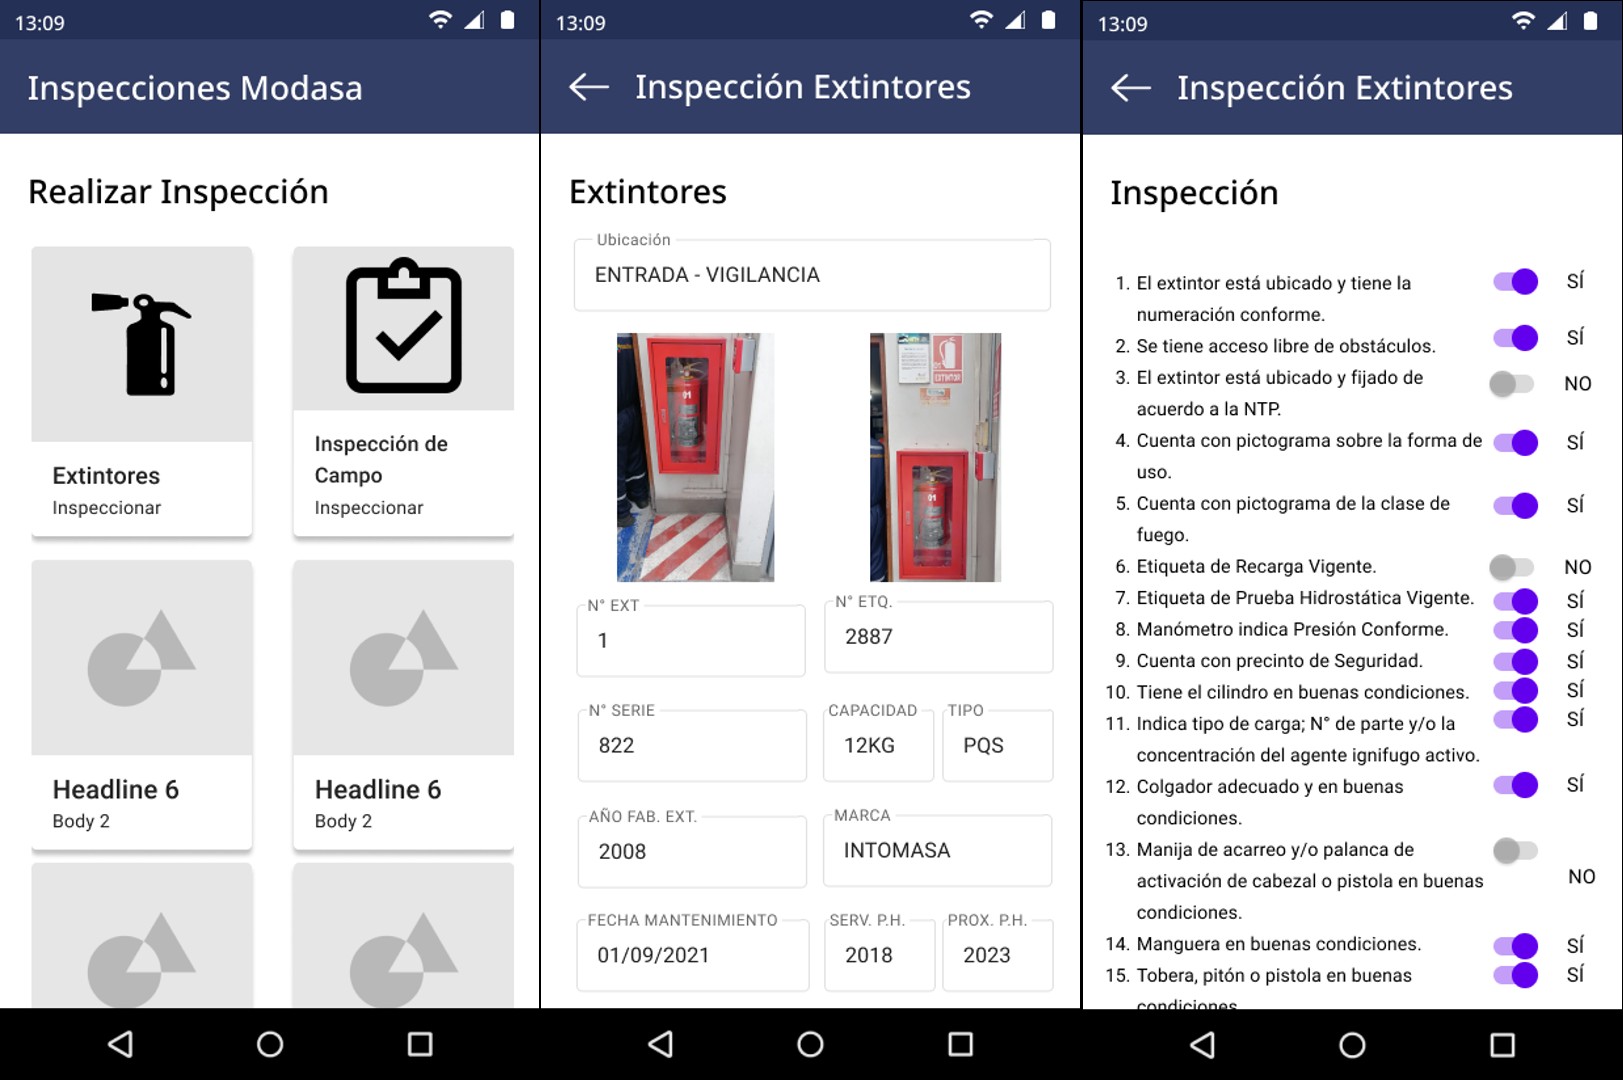 13:09
Inspecciones Modasa
Realizar Inspección
Extintores
Inspeccionar
Inspección de
Campo
Inspeccionar
Headline 6
Body 2
Headline 6
Body 2
13:09
Inspección Extintores
Extintores
Ubicación
ENTRADA - VIGILANCIA
01
EXTINTOR
01
N° EXT
1
N° ETQ.
2887
N° SERIE
822
CAPACIDAD
12KG
TIPO
PQS
AÑO FAB. EXT.
2008
MARCA
INTOMASA
FECHA MANTENIMIENTO
01/09/2021
SERV. P.H.
2018
PROX. P.H.
2023
13:09
Inspección Extintores
Inspección
1. El extintor está ubicado y tiene la SÍ
numeración conforme.
2. Se tiene acceso libre de obstáculos. SÍ
3. El extintor está ubicado y fijado de NO
acuerdo a la NTP.
4. Cuenta con pictograma sobre la forma de SÍ
uso.
5. Cuenta con pictograma de la clase de SÍ
fuego.
6. Etiqueta de Recarga Vigente. NO
7. Etiqueta de Prueba Hidrostática Vigente. SÍ
8. Manómetro indica Presión Conforme. SÍ
9. Cuenta con precinto de Seguridad. SÍ
10. Tiene el cilindro en buenas condiciones. SÍ
11. Indica tipo de carga; N° de parte y/o la SÍ
concentración del agente ignifugo activo.
12. Colgador adecuado y en buenas SÍ
condiciones.
13. Manija de acarreo y/o palanca de
activación de cabezal o pistola en buenas NO
condiciones.
14. Manguera en buenas condiciones. SÍ
15. Tobera, pitón o pistola en buenas SÍ
condiciones.